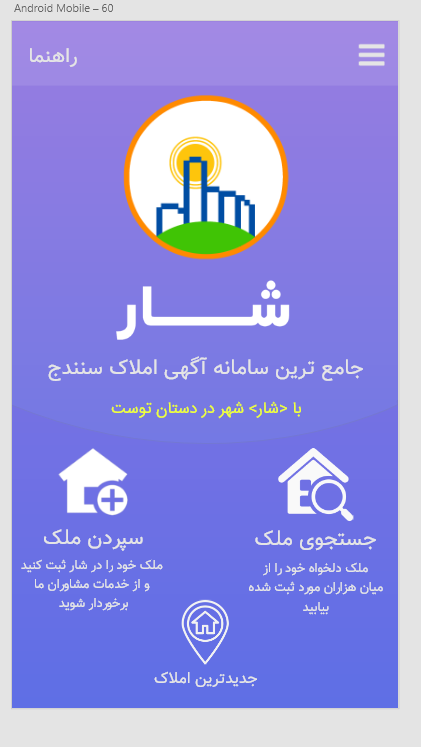 Android Mobile – 60
راهنما
شـــــــار
جامع ترین سامانه آگهی املاک سنندج
با <شار> شهر در دستان توست
جستجوی ملک
ملک دلخواه خود را از
میان هزاران مورد ثبت شده
بیابید
سپردن ملک
ملک خود را در شار ثبت کنید
و از خدمات مشاوران ما
برخوردار شوید
جدیدترین املاک